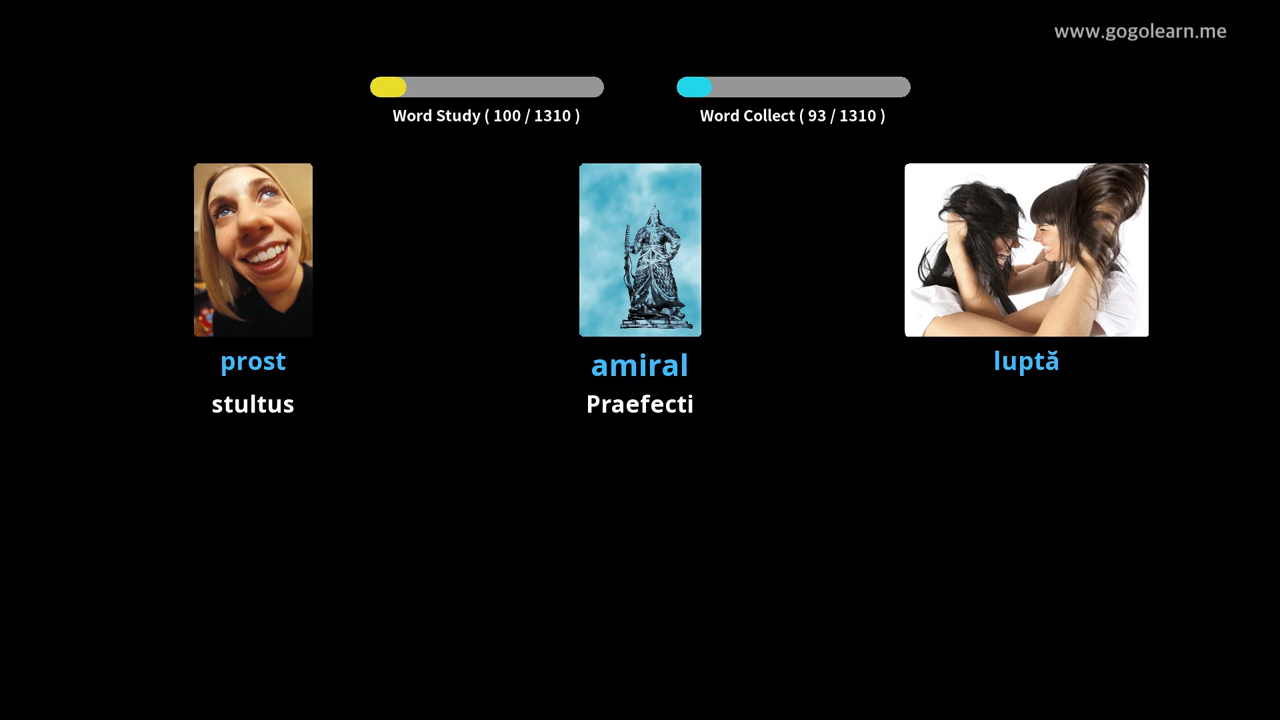 www.gogolearn.me
Word Study ( 100 / 1310 )
Word Collect ( 93 / 1310 )
prost
amiral
luptă
stultus
Praefecti